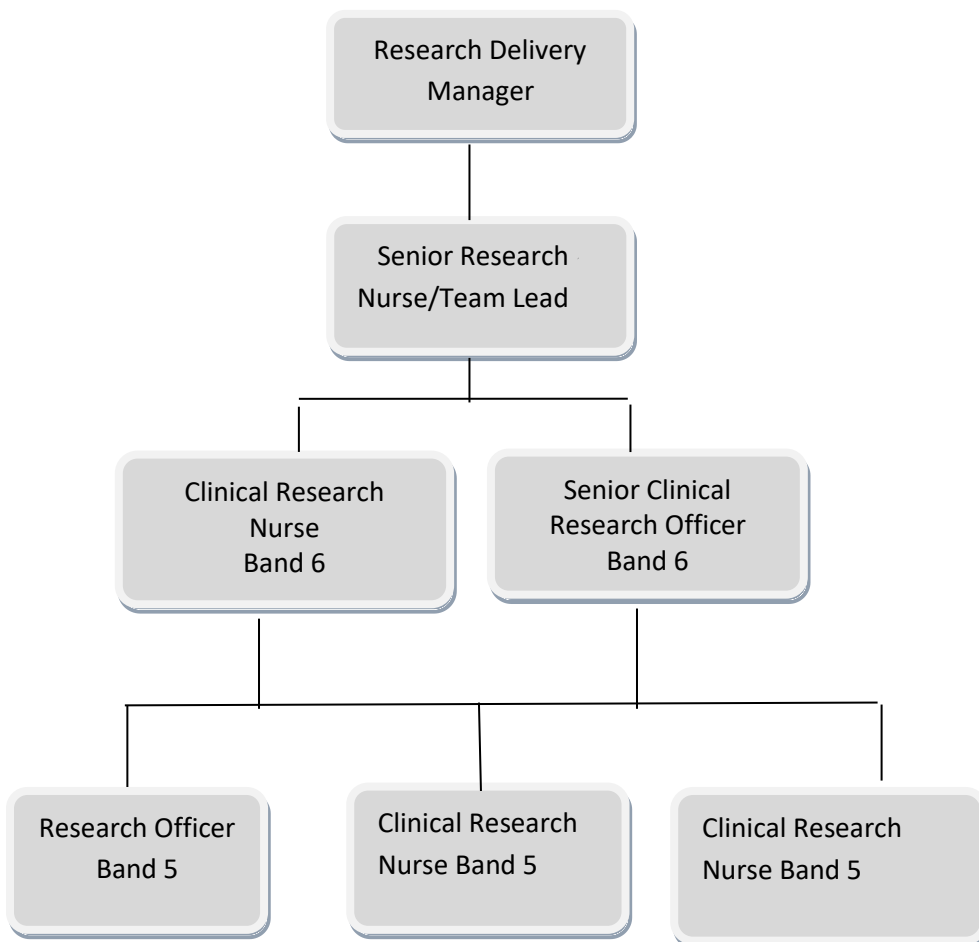 Research Delivery
Manager
Senior Research
Nurse/Team Lead
Clinical Research
Nurse
Band 6
Senior Clinical
Research Officer
Band 6
Research Officer
Band 5
Clinical Research
Nurse Band 5
Clinical Research
Nurse Band 5